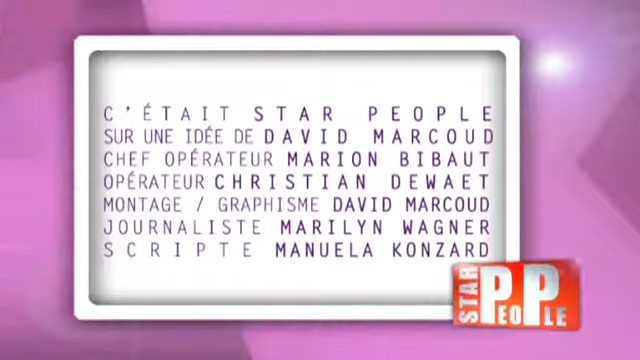 C'ÉTAIT STAR PEOPLE
SUR UNE IDÉE DE DAVID MARCOUD
CHEF OPÉRATEUR MARION BIBAUT
OPÉRATEUR CHRISTIAN DEWAET
MONTAGE / GRAPHISME DAVID MARCOUD
JOURNALISTE MARILYN WAGNER
SCRIPTE MANUELA KONZARD
STAR PEOPLE